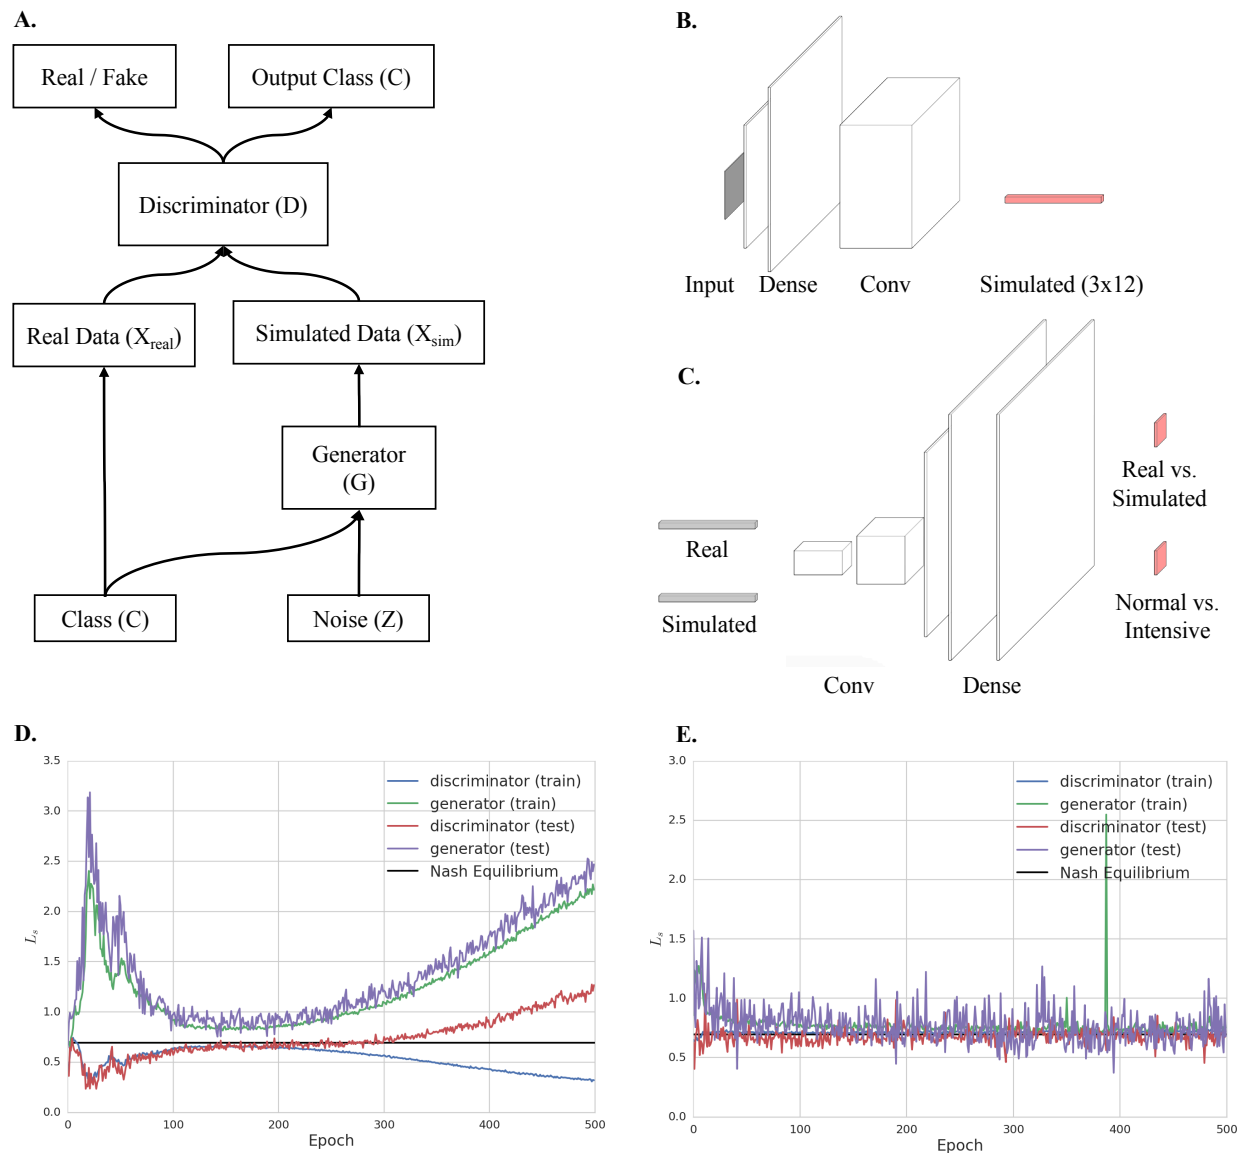 A.
Real / Fake
Output Class (C)
Discriminator (D)
Real Data (Xreal)
Simulated Data (Xsim)
Generator
(G)
Class (C)
Noise (Z)
B.
Input
Dense
Conv
Simulated (3x12)
C.
Real
Simulated
Conv
Dense
Real vs.
Simulated
Normal vs.
Intensive
D.
3.5
3.0
2.5
2.0
1.5
1.0
0.5
0.0
Ls
0
100
200
300
400
500
Epoch
discriminator (train)
generator (train)
discriminator (test)
generator (test)
Nash Equilibrium
E.
3.0
2.5
2.0
1.5
1.0
0.5
0.0
Ls
0
100
200
300
400
500
Epoch
discriminator (train)
generator (train)
discriminator (test)
generator (test)
Nash Equilibrium